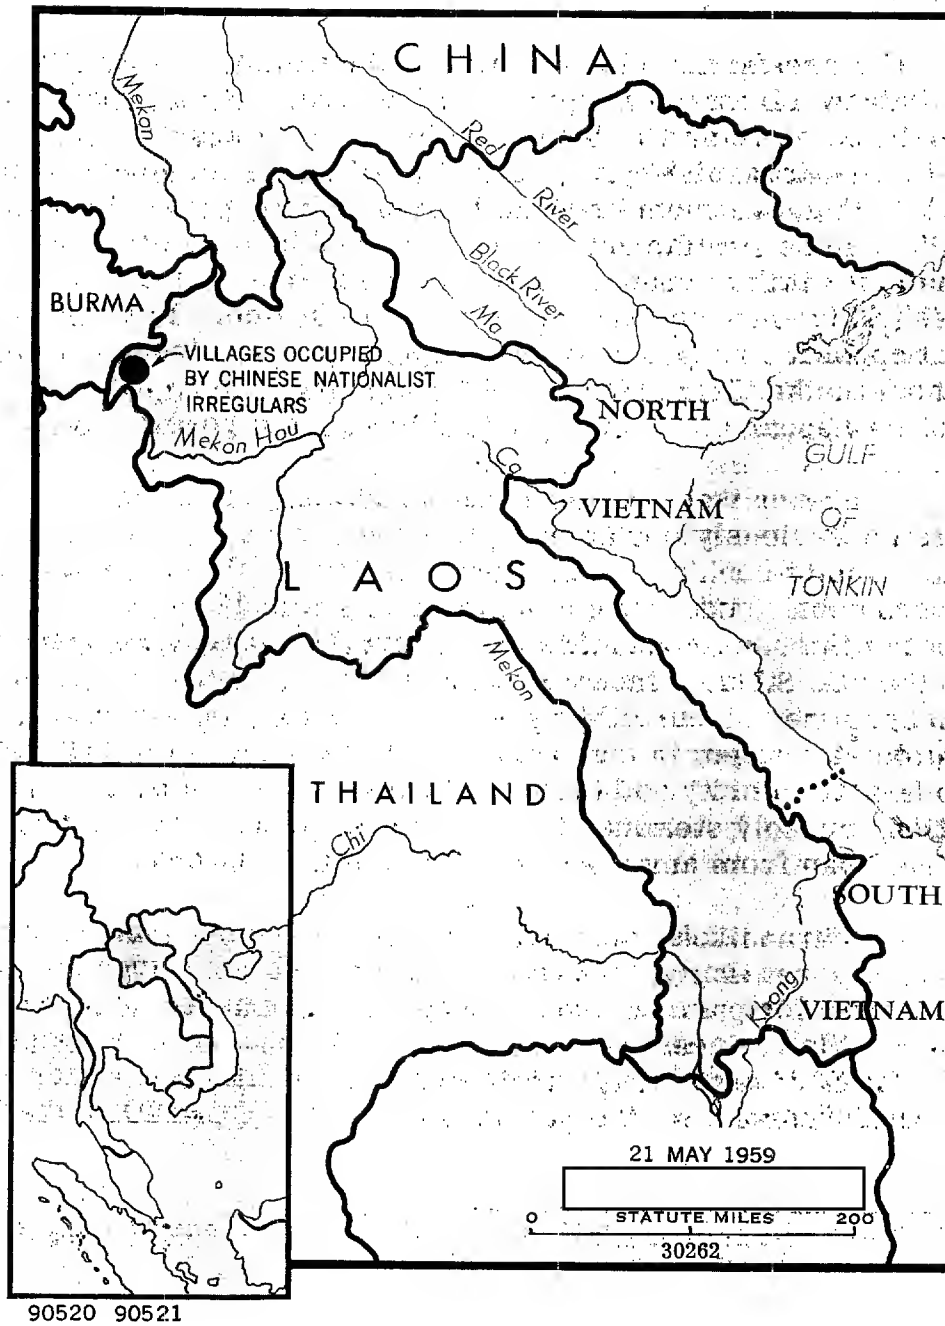 CHINA
Mekon
Red
River
Black River
Ma
BURMA
VILLAGES OCCUPIED
BY CHINESE NATIONALIST
IRREGULARS
Mekon Hou
NORTH
VIETNAM
Ca
GULF
OF
TONKIN
LAOS
Mekon
THAILAND
Chi
SOUTH
VIETNAM
Khong
21 MAY 1959
0 STATUTE MILES 200
30262
90520 90521